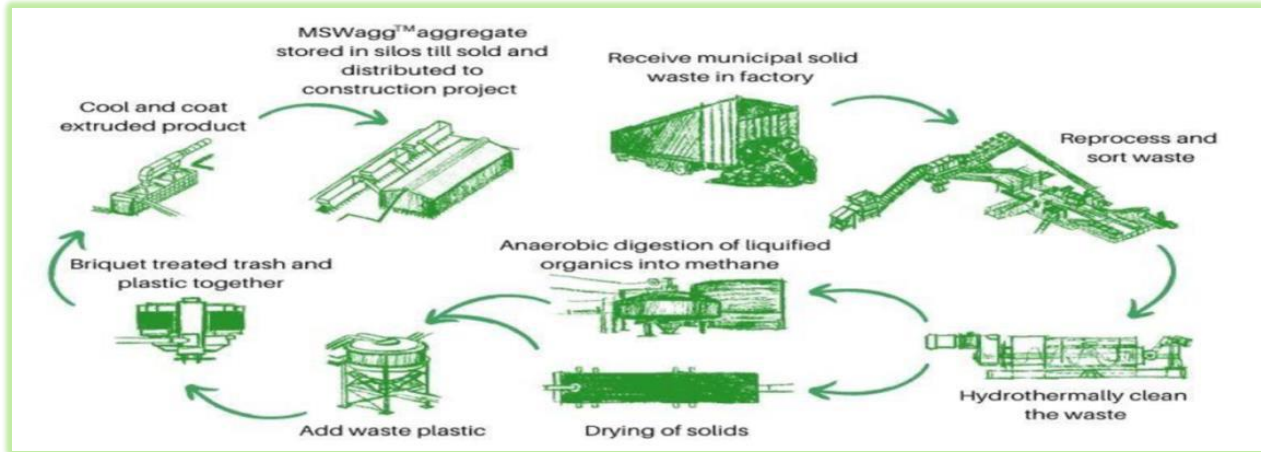 MSWagg™ aggregate
stored in silos till sold and
distributed to
construction project
Receive municipal solid
waste in factory
Cool and coat
extruded product
Reprocess and
sort waste
Anaerobic digestion of liquified
organics into methane
Briquet treated trash and
plastic together
Hydrothermally clean
the waste
Add waste plastic
Drying of solids